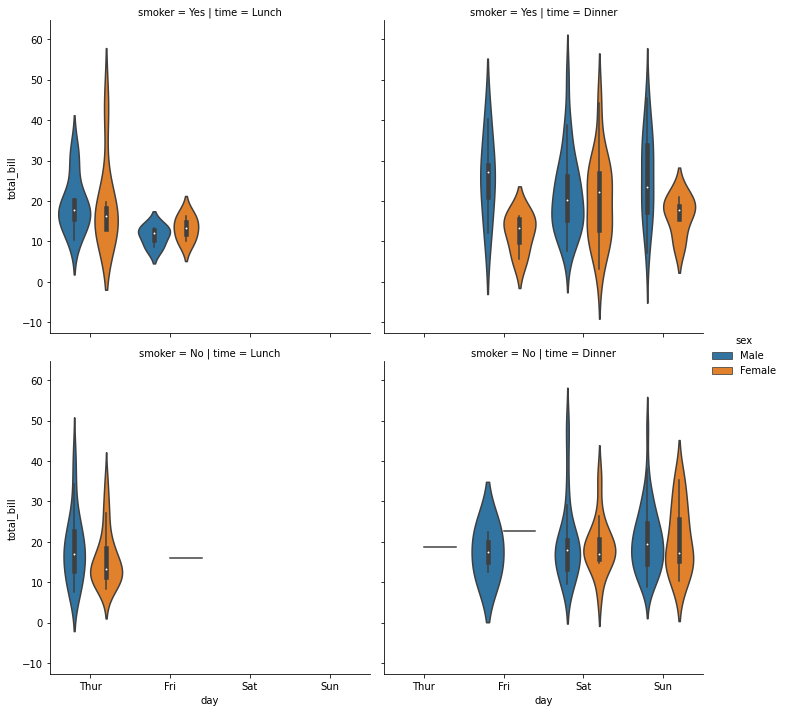 smoker = Yes | time = Lunch
smoker = Yes | time = Dinner
60
50
40
30
20
10
0
−10
total_bill
sex
Male
Female
smoker = No | time = Lunch
smoker = No | time = Dinner
60
50
40
30
20
10
0
−10
total_bill
Thur Fri Sat Sun
Thur Fri Sat Sun
day
day